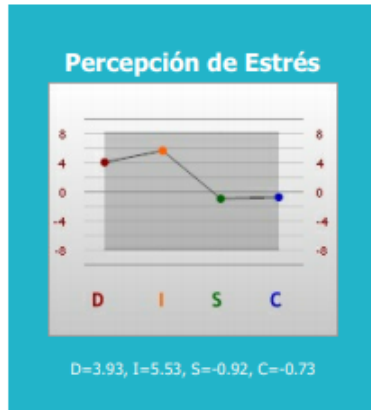 Percepción de Estrés
8 8
4 4
0 0
-4 -4
-8 -8
D I S C
D=3.93, I=5.53, S=-0.92, C=-0.73